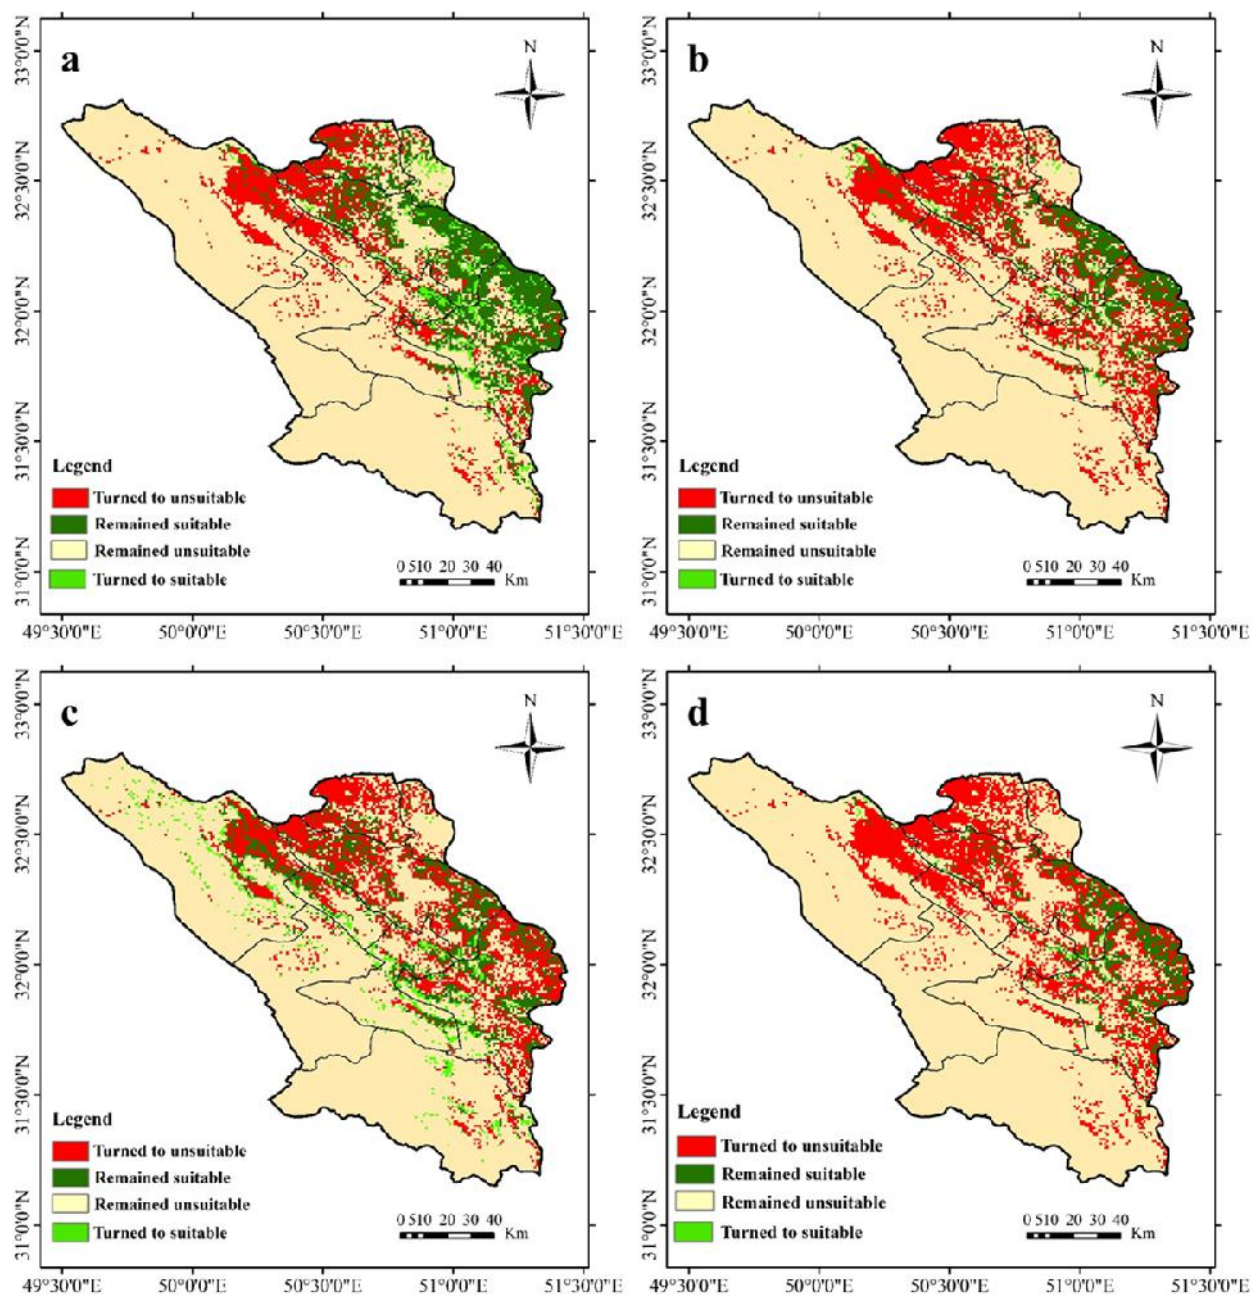 a
N
33°0'0"N
32°30'0"N
32°0'0"N
31°30'0"N
31°0'0"N
Legend
Turned to unsuitable
Remained suitable
Remained unsuitable
Turned to suitable
0 510 20 30 40
Km
49°30'0"E 50°0'0"E 50°30'0"E 51°0'0"E 51°30'0"E
b
N
33°0'0"N
32°30'0"N
32°0'0"N
31°30'0"N
31°0'0"N
Legend
Turned to unsuitable
Remained suitable
Remained unsuitable
Turned to suitable
0 510 20 30 40
Km
49°30'0"E 50°0'0"E 50°30'0"E 51°0'0"E 51°30'0"E
c
N
33°0'0"N
32°30'0"N
32°0'0"N
31°30'0"N
31°0'0"N
Legend
Turned to unsuitable
Remained suitable
Remained unsuitable
Turned to suitable
0 510 20 30 40
Km
49°30'0"E 50°0'0"E 50°30'0"E 51°0'0"E 51°30'0"E
d
N
33°0'0"N
32°30'0"N
32°0'0"N
31°30'0"N
31°0'0"N
Legend
Turned to unsuitable
Remained suitable
Remained unsuitable
Turned to suitable
0 510 20 30 40
Km
49°30'0"E 50°0'0"E 50°30'0"E 51°0'0"E 51°30'0"E